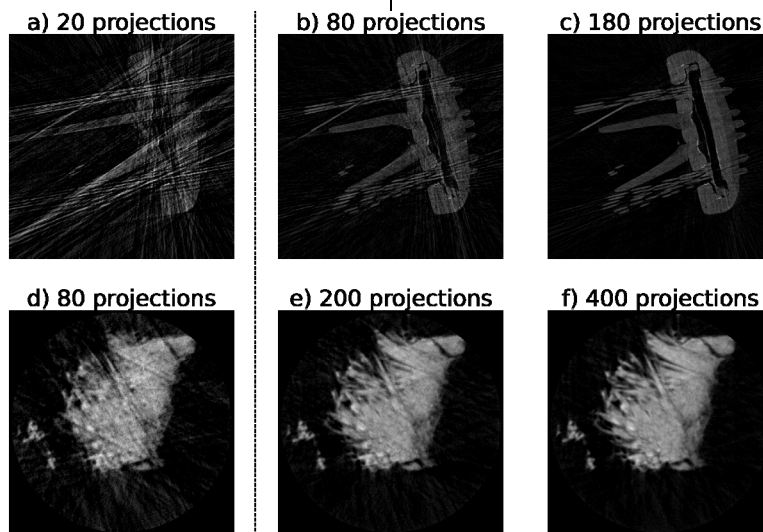 a) 20 projections
b) 80 projections
c) 180 projections
d) 80 projections
e) 200 projections
f) 400 projections